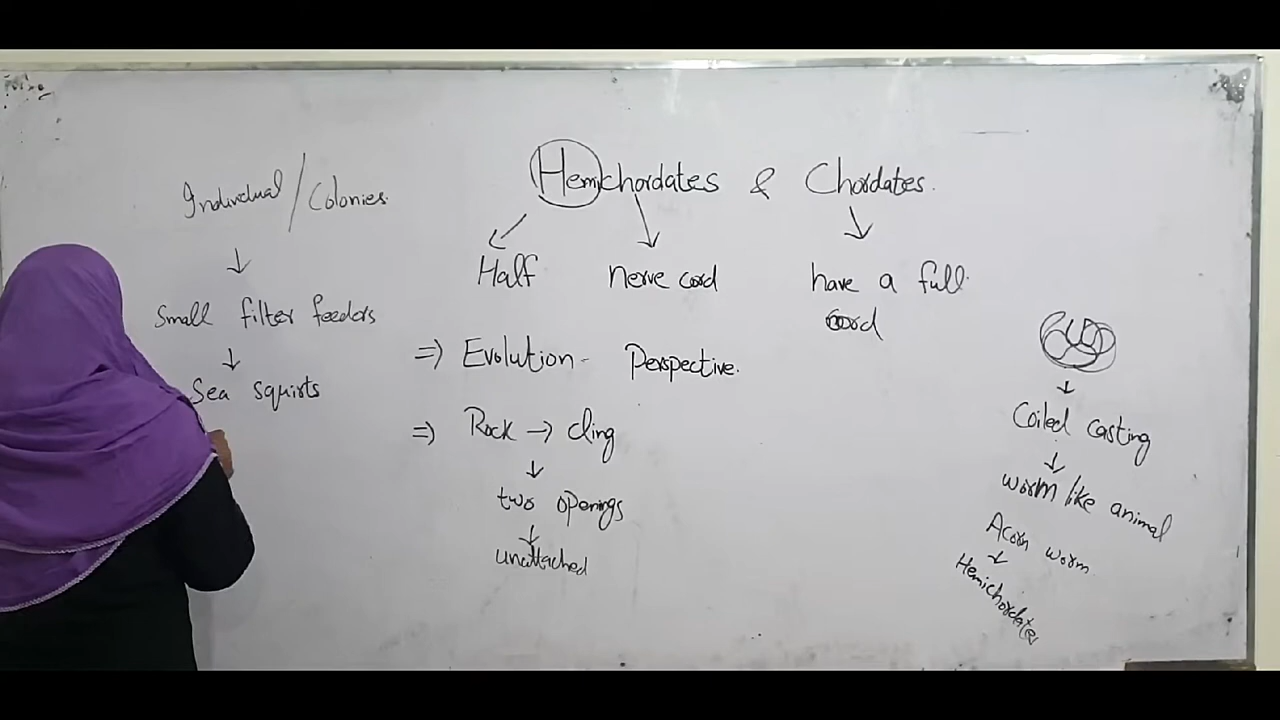 Hemichordates & Chordates.
Half
nerve cord
have a full
cord
⇒ Evolution - Perspective.
⇒ Rock → cling
↓
two openings
↓
unattached
Individual / Colonies.
↓
Small filter feeders
↓
Sea squirts
↓
Coiled casting
↓
worm like animal
Acorn worm
↓
Hemichordates